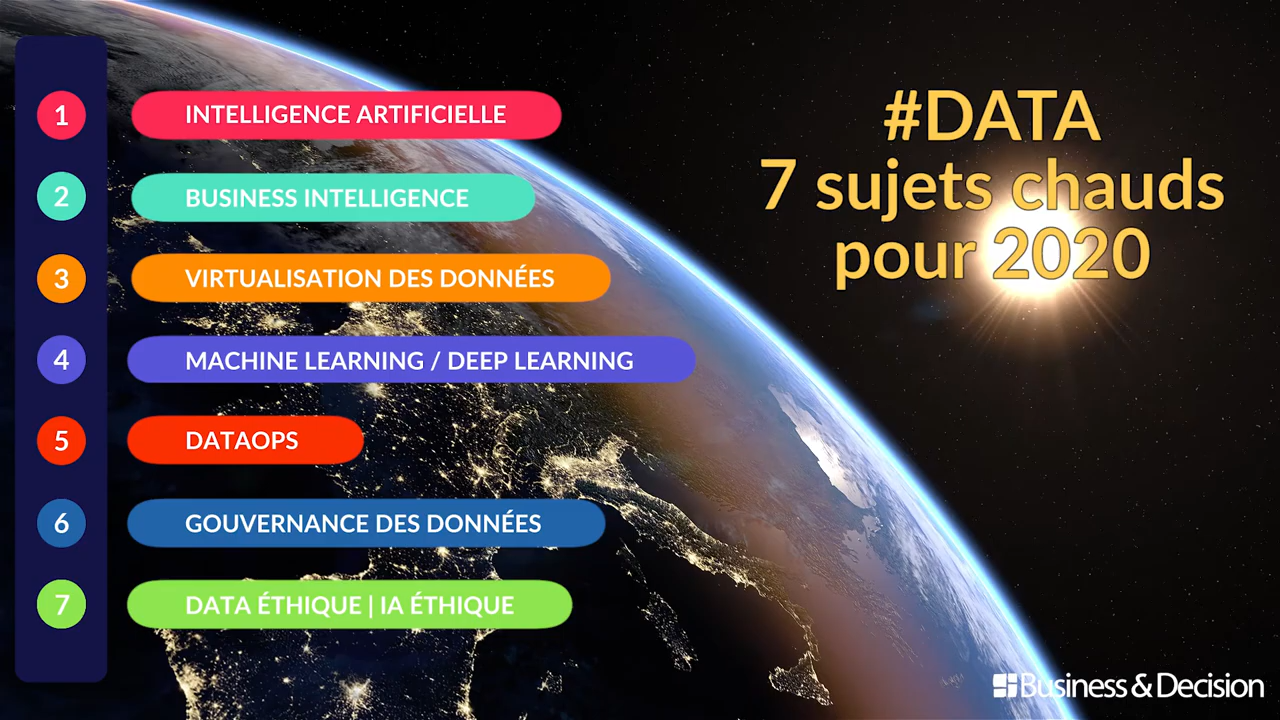 #DATA
7 sujets chauds
pour 2020
1 INTELLIGENCE ARTIFICIELLE
2 BUSINESS INTELLIGENCE
3 VIRTUALISATION DES DONNÉES
4 MACHINE LEARNING / DEEP LEARNING
5 DATAOPS
6 GOUVERNANCE DES DONNÉES
7 DATA ÉTHIQUE | IA ÉTHIQUE
Business & Decision